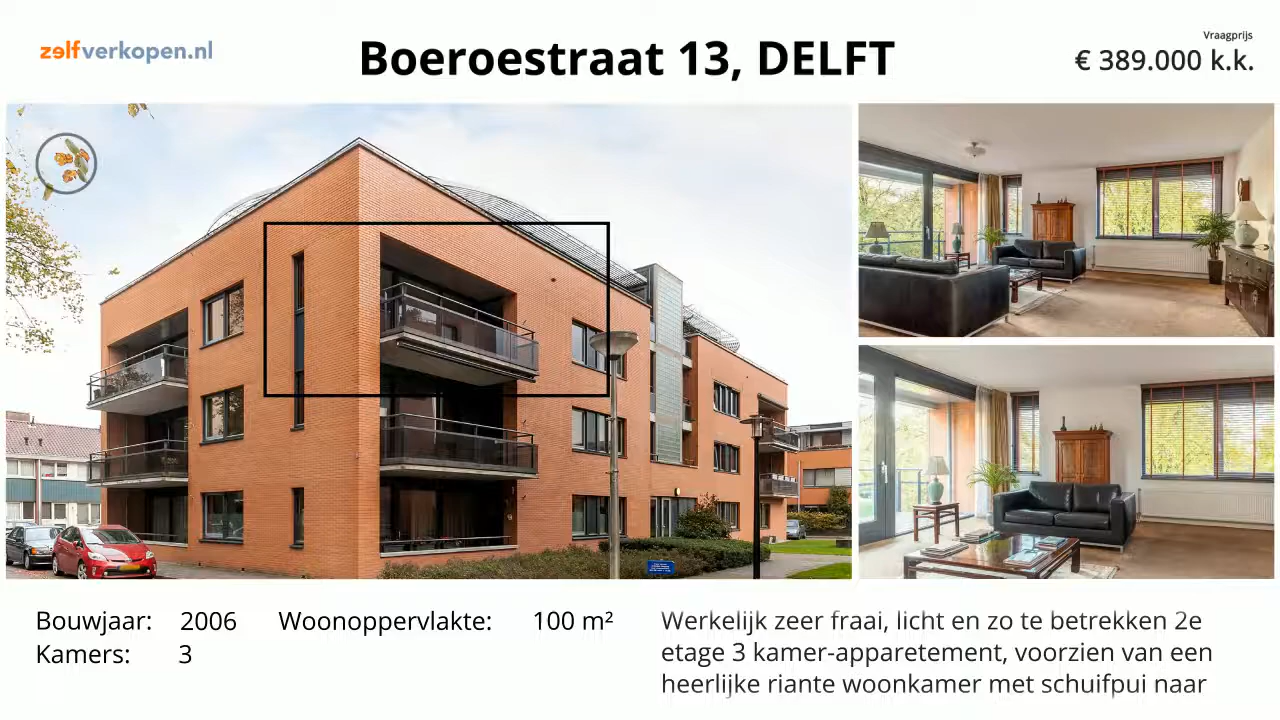 zelfverkopen.nl
Boeroestraat 13, DELFT
Vraagprijs
€ 389.000 k.k.
Bouwjaar: 2006 Woonoppervlakte: 100 m²
Kamers: 3
Werkelijk zeer fraai, licht en zo te betrekken 2e
etage 3 kamer-apparetement, voorzien van een
heerlijke riante woonkamer met schuifpui naar